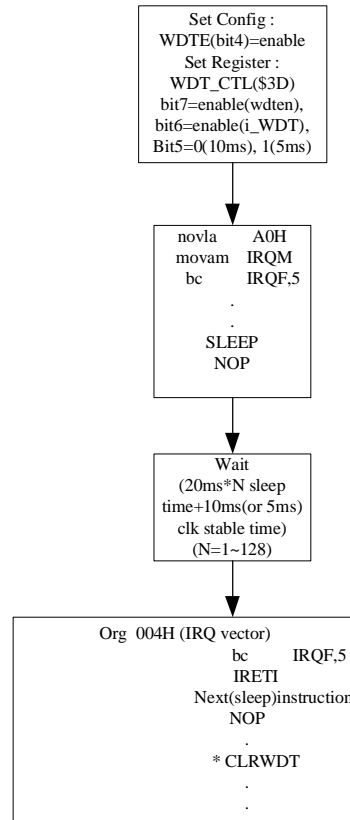 Set Config :
WDTE(bit4)=enable
Set Register :
WDT_CTL($3D)
bit7=enable(wdten),
bit6=enable(i_WDT),
Bit5=0(10ms), 1(5ms)
novla A0H
movam IRQM
bc IRQF,5
.
.
SLEEP
NOP
Wait
(20ms*N sleep
time+10ms(or 5ms)
clk stable time)
(N=1~128)
Org 004H (IRQ vector)
bc IRQF,5
IRETI
Next(sleep)instruction
NOP
.
* CLRWDT
.
.